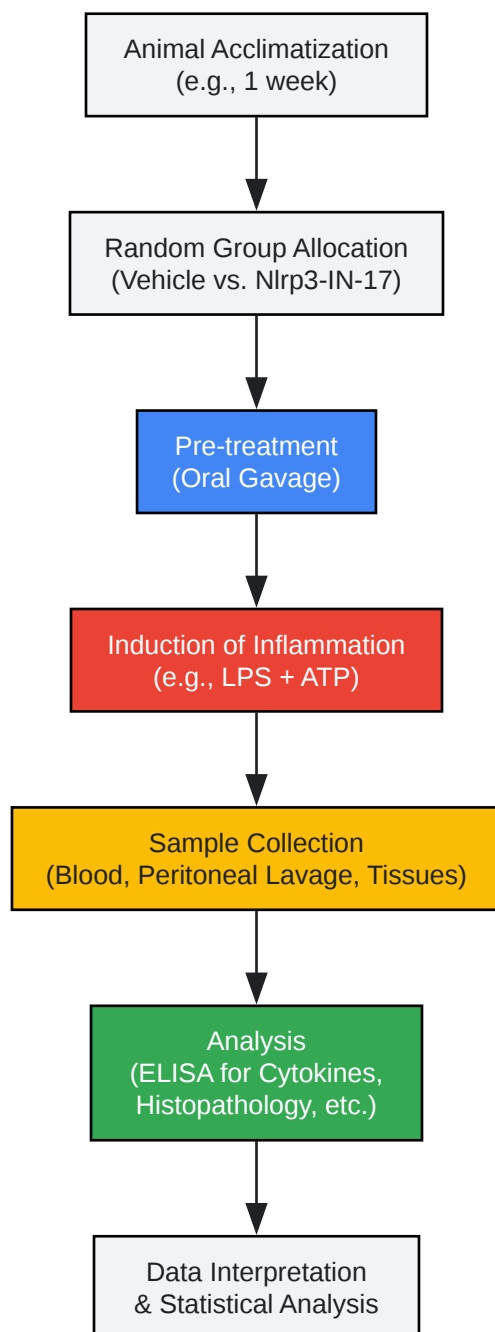 Animal Acclimatization
(e.g., 1 week)
Random Group Allocation
(Vehicle vs. Nlrp3-IN-17)
Pre-treatment
(Oral Gavage)
Induction of Inflammation
(e.g., LPS + ATP)
Sample Collection
(Blood, Peritoneal Lavage, Tissues)
Analysis
(ELISA for Cytokines,
Histopathology, etc.)
Data Interpretation
& Statistical Analysis